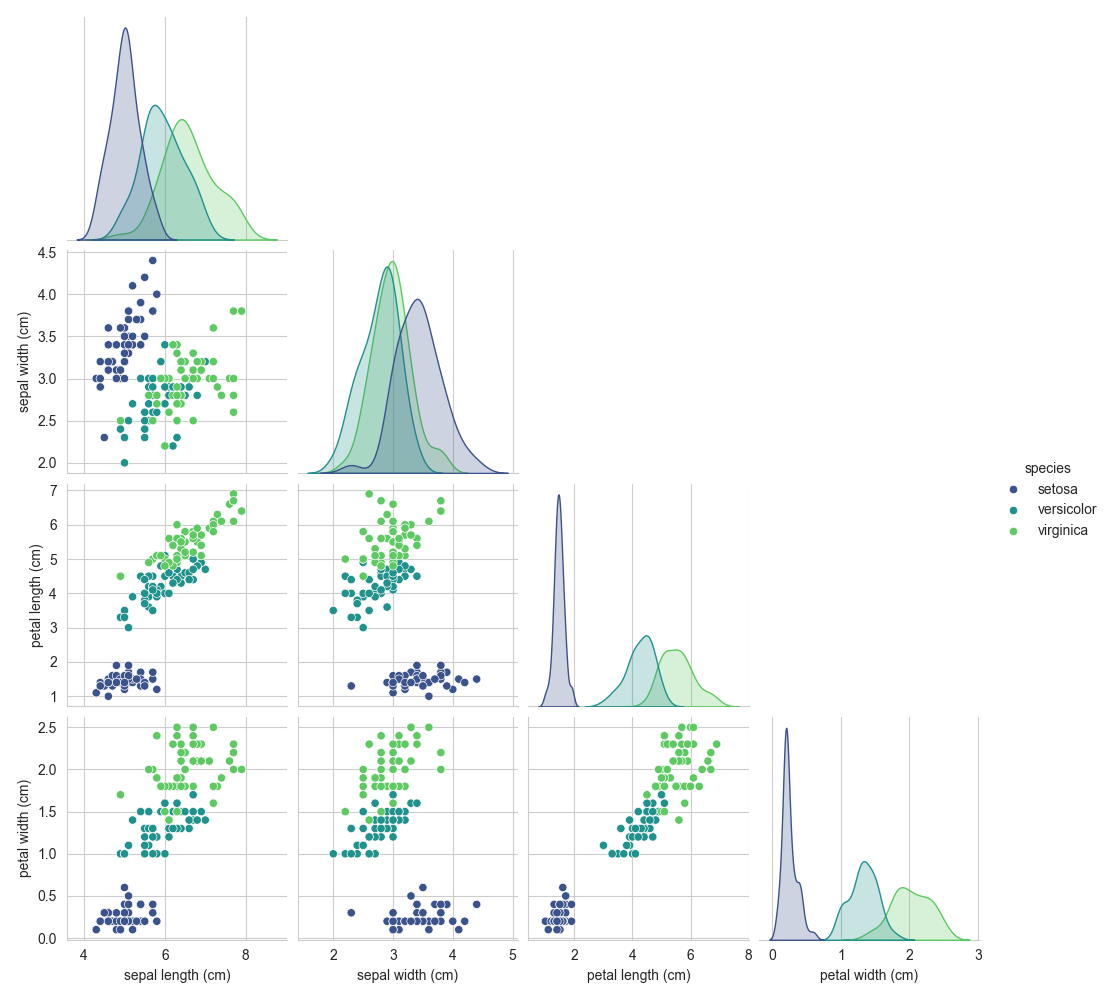 4.5
4.0
3.5
3.0
2.5
2.0
sepal width (cm)
7
6
5
4
3
2
1
petal length (cm)
2.5
2.0
1.5
1.0
0.5
0.0
petal width (cm)
4 6 8
sepal length (cm)
2 3 4 5
sepal width (cm)
2 4 6 8
petal length (cm)
0 1 2 3
petal width (cm)
species
setosa
versicolor
virginica